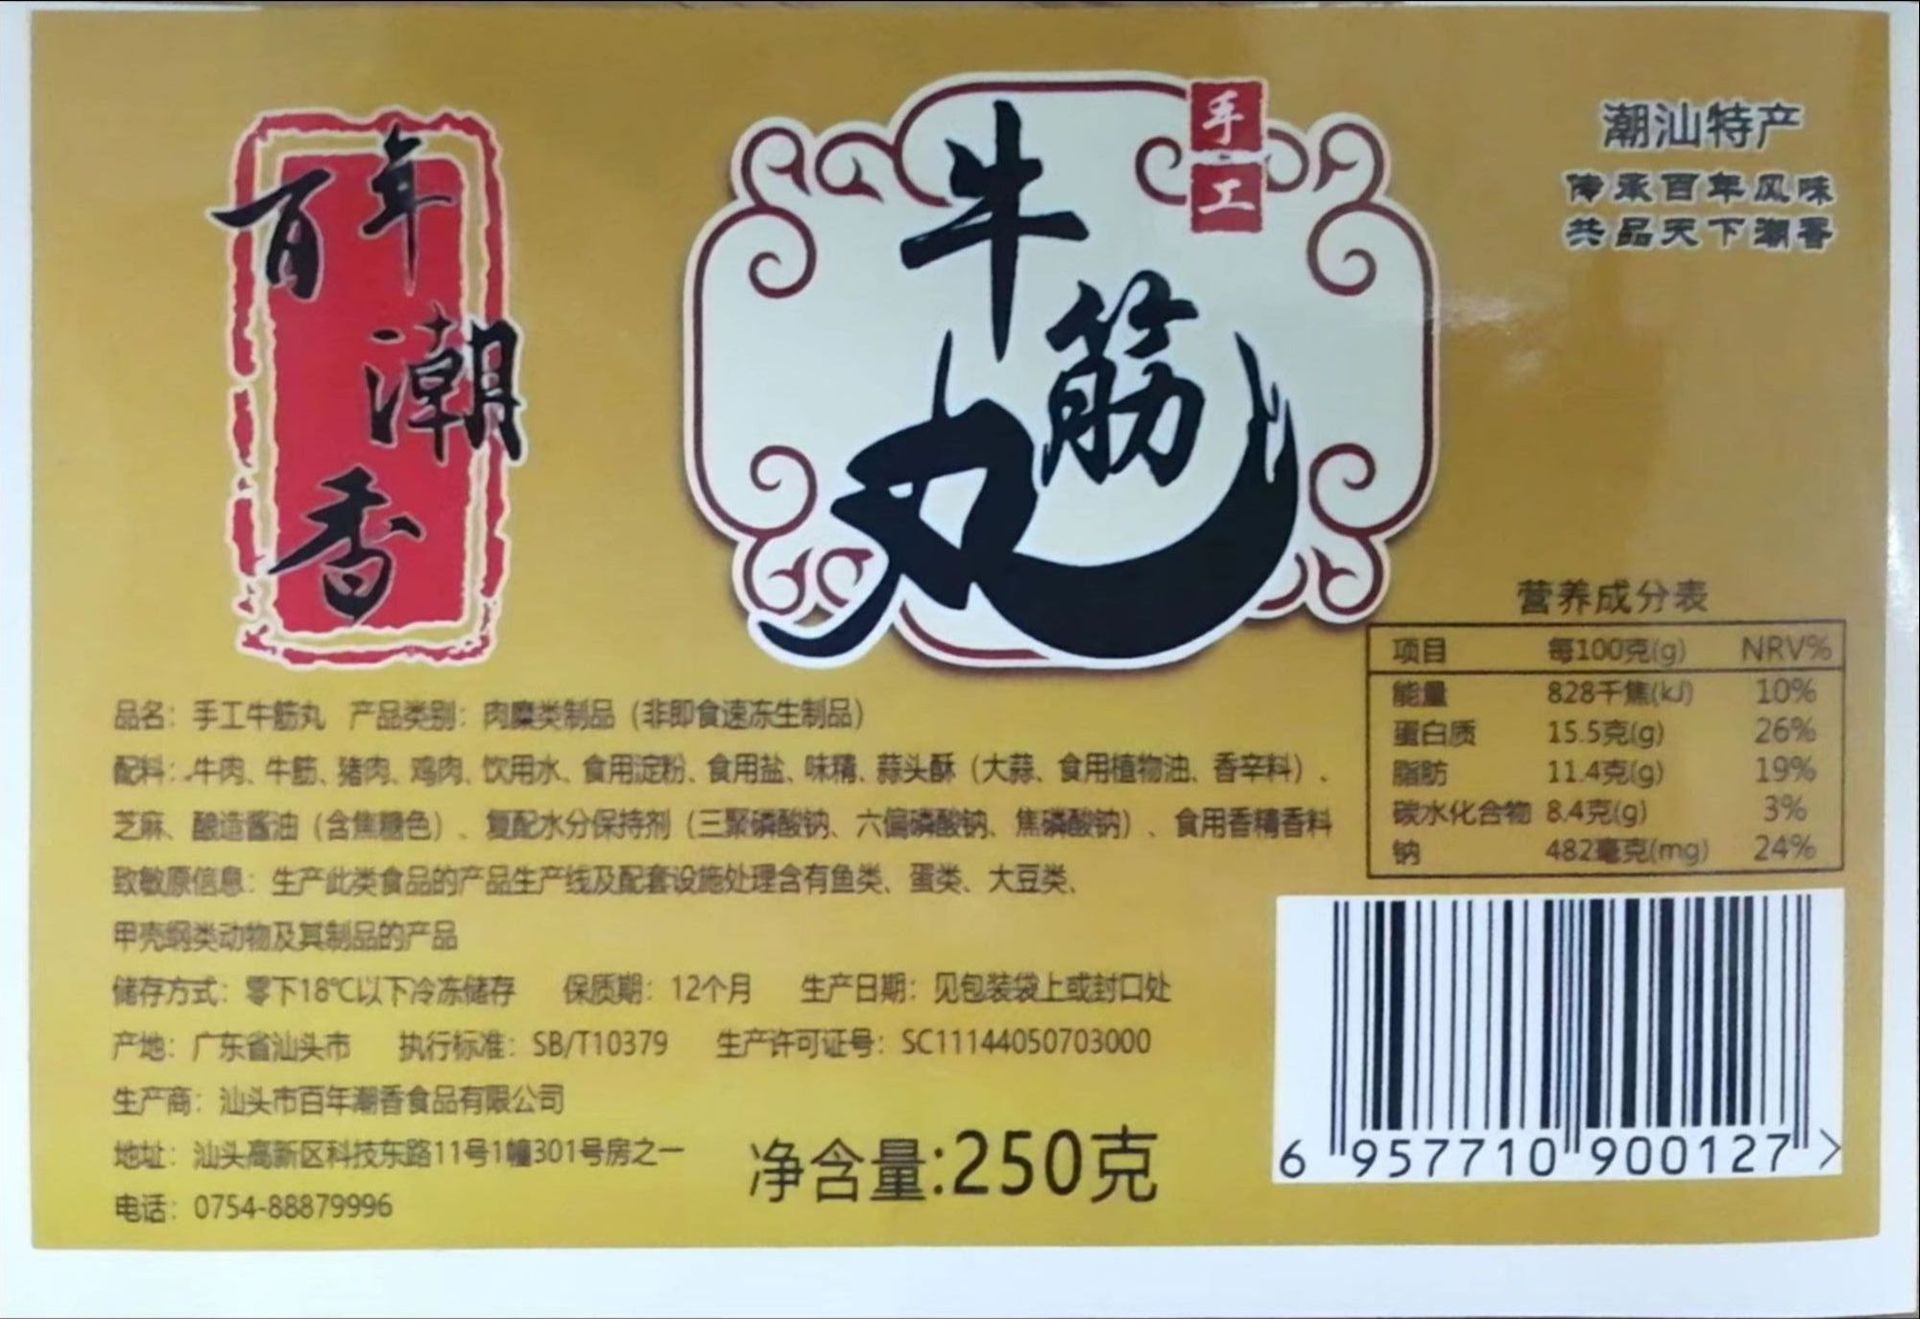 百年潮香
手工
牛筋丸
潮汕特产
传承百年风味
共品天下潮香
品名：手工牛筋丸 产品类别：肉糜类制品（非即食速冻生制品）
配料：牛肉、牛筋、猪肉、鸡肉、饮用水、食用淀粉、食用盐、味精、蒜头酥（大蒜、食用植物油、香辛料）、
芝麻、酿造酱油（含焦糖色）、复配水分保持剂（三聚磷酸钠、六偏磷酸钠、焦磷酸钠）、食用香精香料
致敏原信息：生产此类食品的产品生产线及配套设施处理含有鱼类、蛋类、大豆类、
甲壳纲类动物及其制品的产品
储存方式：零下18℃以下冷冻储存 保质期：12个月 生产日期：见包装袋上或封口处
产地：广东省汕头市 执行标准：SB/T10379 生产许可证号：SC11144050703000
生产商：汕头市百年潮香食品有限公司
地址：汕头高新区科技东路11号1幢301号房之一
电话：0754-88879996
净含量:250克
营养成分表
项目 每100克(g) NRV%
能量 828千焦(kJ) 10%
蛋白质 15.5克(g) 26%
脂肪 11.4克(g) 19%
碳水化合物 8.4克(g) 3%
钠 482毫克(mg) 24%
6 957710 900127 >